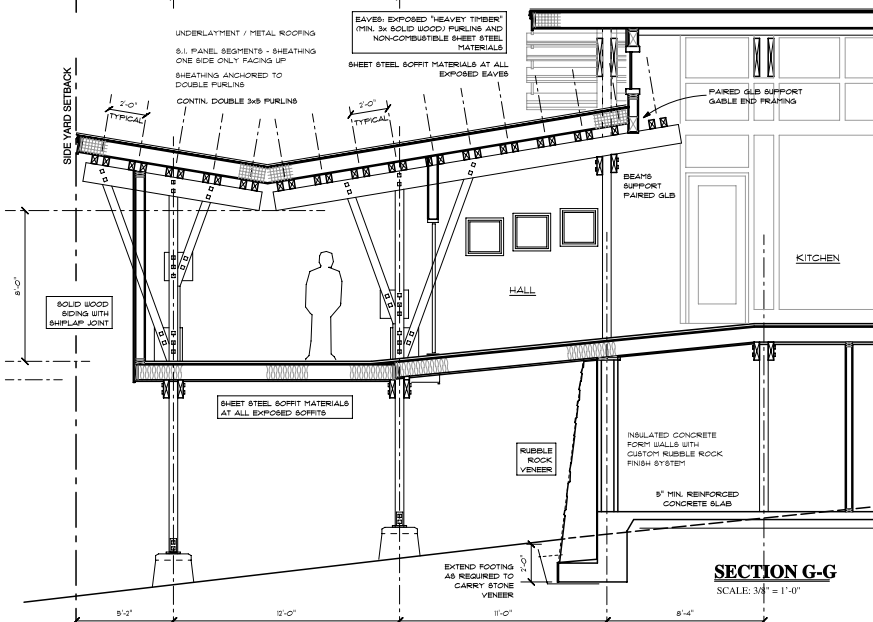 UNDERLAYMENT / METAL ROOFING
S.I. PANEL SEGMENTS - SHEATHING
ONE SIDE ONLY FACING UP
SHEATHING ANCHORED TO
DOUBLE PURLINS
CONTIN. DOUBLE 3x8 PURLINS
EAVES: EXPOSED "HEAVEY TIMBER"
(MIN. 3x SOLID WOOD) PURLINS AND
NON-COMBUSTIBLE SHEET STEEL
MATERIALS
SHEET STEEL SOFFIT MATERIALS AT ALL
EXPOSED EAVES
SIDE YARD SETBACK
2'-0"
TYPICAL
2'-0"
TYPICAL
PAIRED GLB SUPPORT
GABLE END FRAMING
BEAMS
SUPPORT
PAIRED GLB
8'-0"
KITCHEN
HALL
SOLID WOOD
SIDING WITH
SHIPLAP JOINT
SHEET STEEL SOFFIT MATERIALS
AT ALL EXPOSED SOFFITS
RUBBLE
ROCK
VENEER
INSULATED CONCRETE
FORM WALLS WITH
CUSTOM RUBBLE ROCK
FINISH SYSTEM
5" MIN. REINFORCED
CONCRETE SLAB
EXTEND FOOTING
AS REQUIRED TO
CARRY STONE
VENEER
2'-0"
SECTION G-G
SCALE: 3/8" = 1'-0"
5'-2"
12'-0"
11'-0"
8'-4"